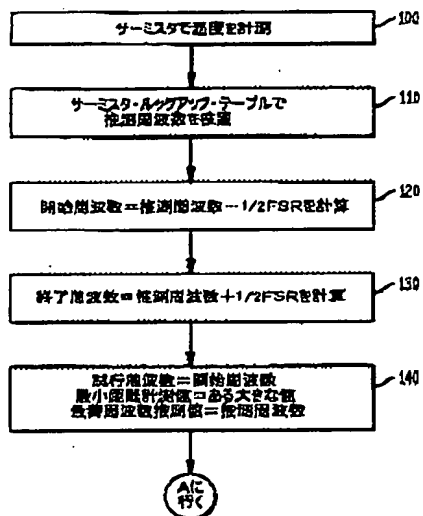 サーミスタで温度を計測
100
サーミスタ・ルックアップ・テーブルで
推測周波数を
110
開始周波数=推測周波数-1/2FSRを計算
120
終了周波数=推測周波数+1/2FSRを計算
130
試行周波数=開始周波数
最小距離計測値=ある大きな値
最善周波数推測値=推測周波数
140
Aに
行く